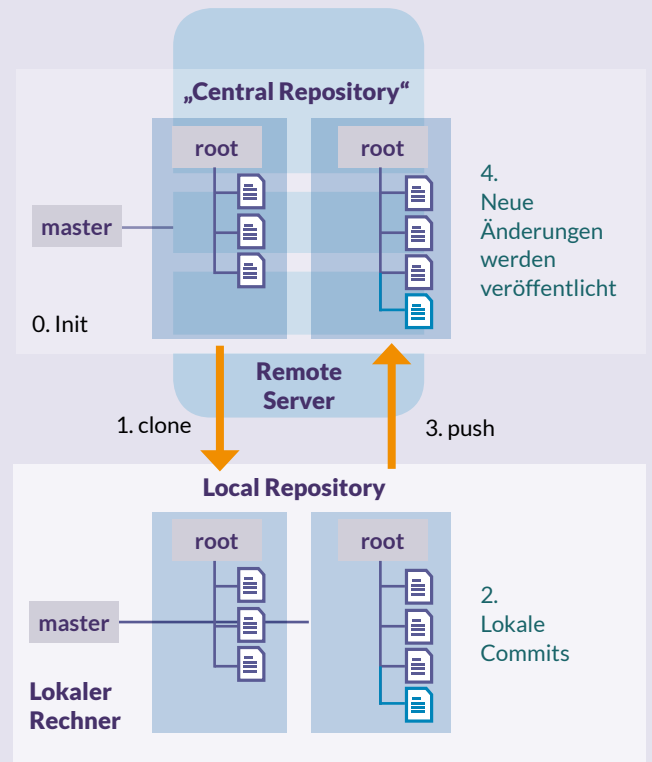 „Central Repository“
root
root
master
0. Init
4.
Neue
Änderungen
werden
veröffentlicht
Remote
Server
1. clone
3. push
Local Repository
root
root
master
2.
Lokale
Commits
Lokaler
Rechner